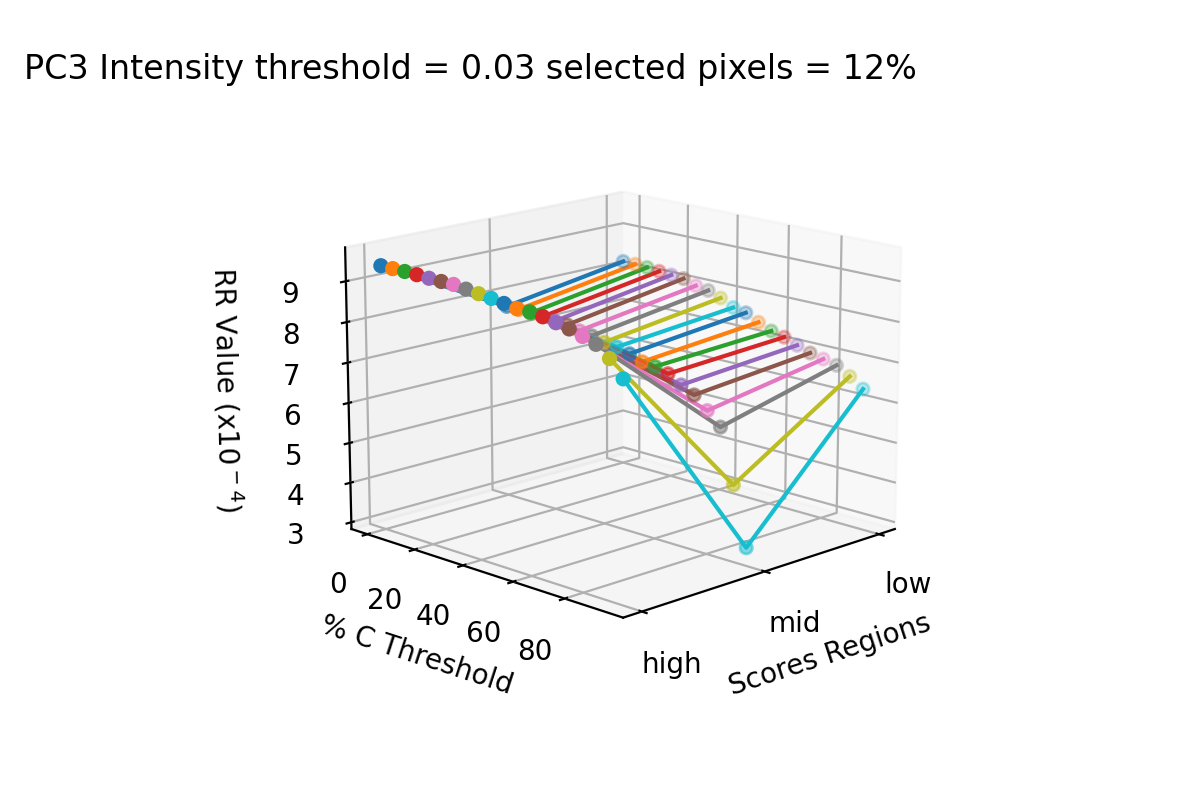 PC3 Intensity threshold = 0.03 selected pixels = 12%
RR Value (x10⁻⁴)
9
8
7
6
5
4
3
0
20
40
60
80
% C Threshold
high
mid
low
Scores Regions